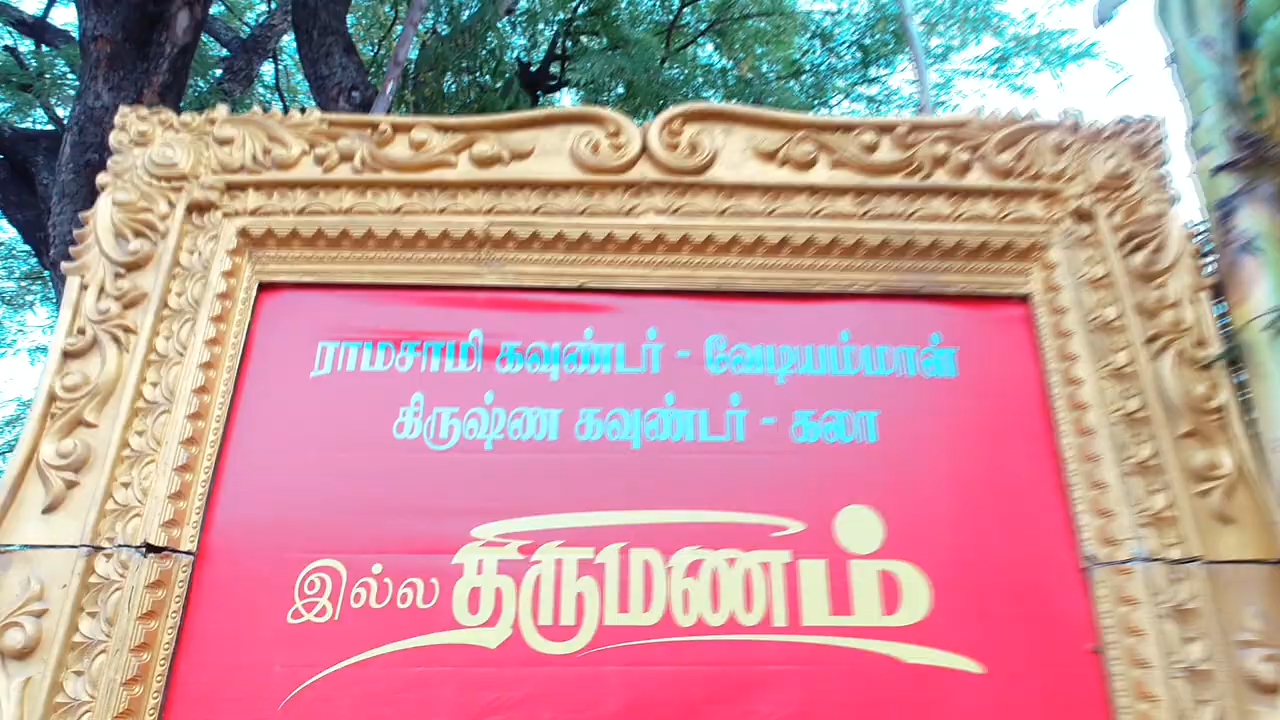 ராமசாமி கவுண்டர் - வேடியம்மாள்
கிருஷ்ண கவுண்டர் - கலா
இல்ல திருமணம்